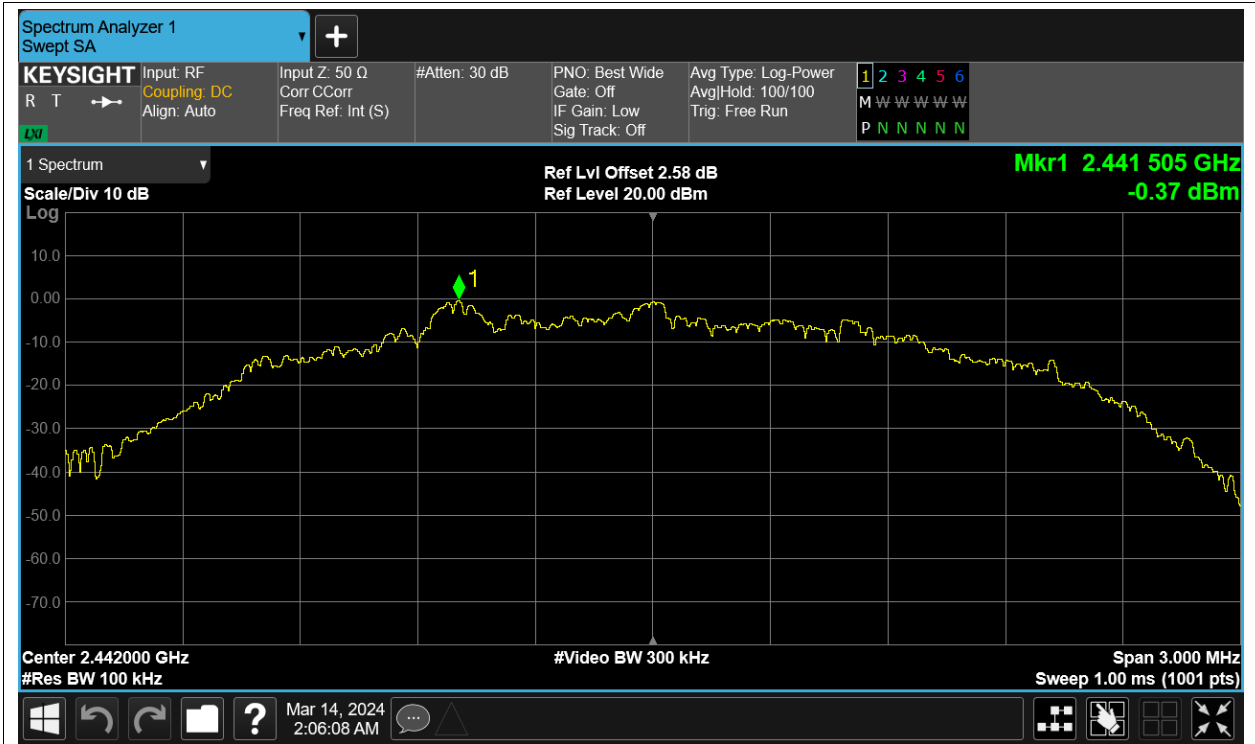 Spectrum Analyzer 1
Swept SA
+
KEYSIGHT
R T
LXI
Input: RF
Coupling: DC
Align: Auto
Input Z: 50 Ω
Corr CCorr
Freq Ref: Int (S)
#Atten: 30 dB
PNO: Best Wide
Gate: Off
IF Gain: Low
Sig Track: Off
Avg Type: Log-Power
Avg|Hold: 100/100
Trig: Free Run
1 2 3 4 5 6
M W W W W W
P N N N N N
1 Spectrum
Scale/Div 10 dB
Log
Ref Lvl Offset 2.58 dB
Ref Level 20.00 dBm
Mkr1 2.441 505 GHz
-0.37 dBm
10.0
1
0.00
-10.0
-20.0
-30.0
-40.0
-50.0
-60.0
-70.0
Center 2.442000 GHz
#Video BW 300 kHz
Span 3.000 MHz
#Res BW 100 kHz
Sweep 1.00 ms (1001 pts)
?
Mar 14, 2024
2:06:08 AM